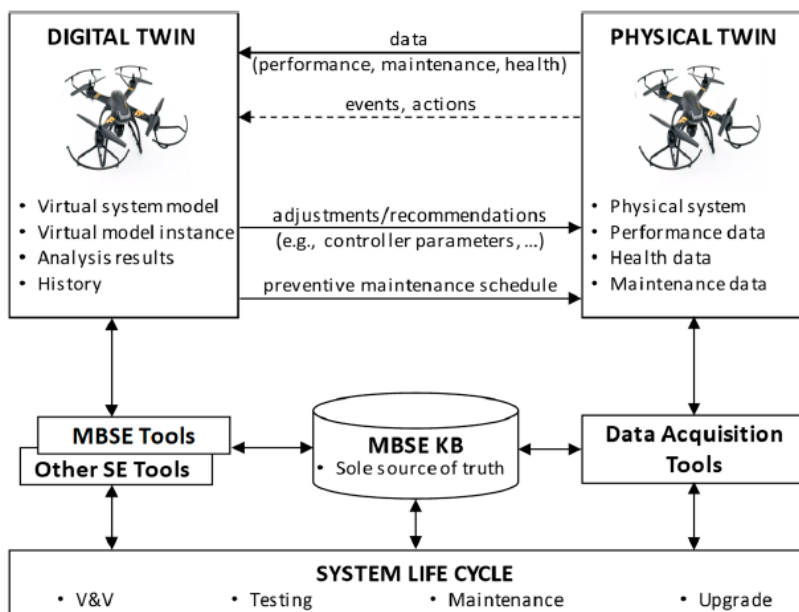 DIGITAL TWIN
• Virtual system model
• Virtual model instance
• Analysis results
• History
data
(performance, maintenance, health)
events, actions
adjustments/recommendations
(e.g., controller parameters, ...)
preventive maintenance schedule
PHYSICAL TWIN
• Physical system
• Performance data
• Health data
• Maintenance data
MBSE Tools
Other SE Tools
MBSE KB
• Sole source of truth
Data Acquisition
Tools
SYSTEM LIFE CYCLE
• V&V • Testing • Maintenance • Upgrade